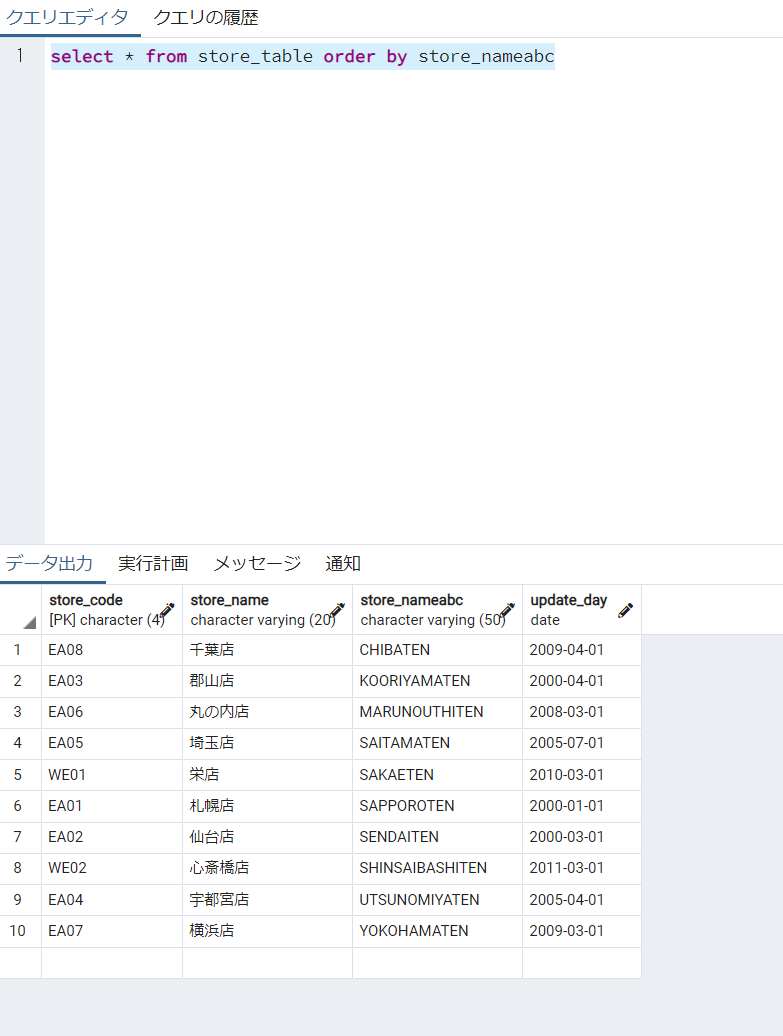 クエリエディタ クエリの履歴
1 select * from store_table order by store_nameabc
データ出力 実行計画 メッセージ 通知
store_code store_name store_nameabc update_day
[PK] character (4) character varying (20) character varying (50) date
1 EA08 千葉店 CHIBATEN 2009-04-01
2 EA03 郡山店 KOORIYAMATEN 2000-04-01
3 EA06 丸の内店 MARUNOUTHITEN 2008-03-01
4 EA05 埼玉店 SAITAMATEN 2005-07-01
5 WE01 栄店 SAKAETEN 2010-03-01
6 EA01 札幌店 SAPPOROTEN 2000-01-01
7 EA02 仙台店 SENDAITEN 2000-03-01
8 WE02 心斎橋店 SHINSAIBASHITEN 2011-03-01
9 EA04 宇都宮店 UTSUNOMIYATEN 2005-04-01
10 EA07 横浜店 YOKOHAMATEN 2009-03-01